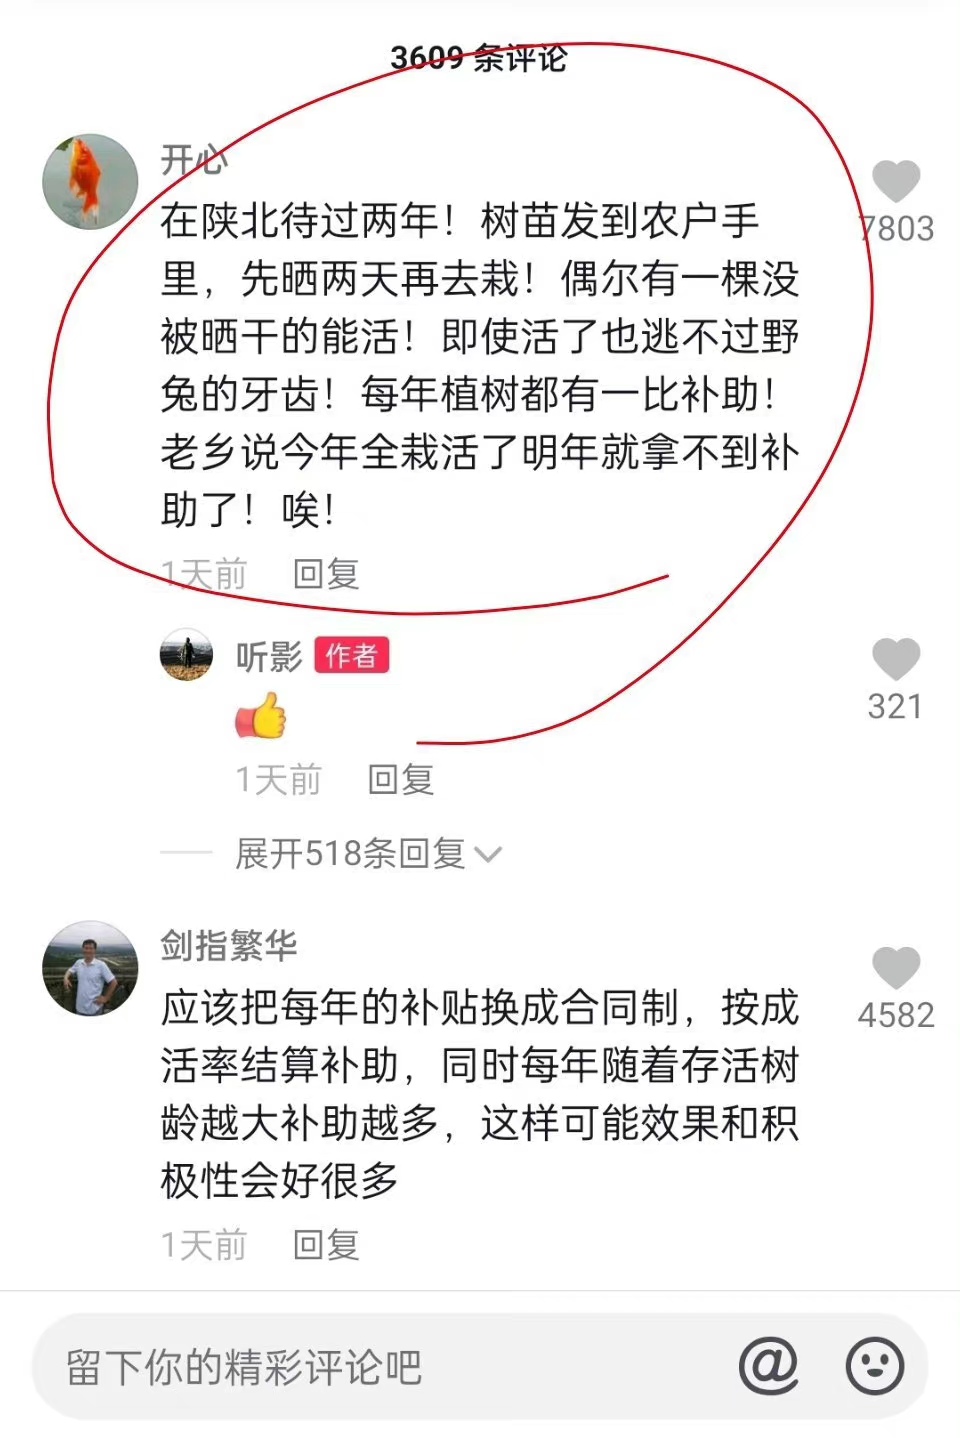 3609 条评论
开心
在陕北待过两年！树苗发到农户手
里，先晒两天再去栽！偶尔有一棵没
被晒干的能活！即使活了也逃不过野
兔的牙齿！每年植树都有一比补助！
老乡说今年全栽活了明年就拿不到补
助了！唉！
7803
1天前 回复
听影 作者
321
1天前 回复
展开518条回复
剑指繁华
应该把每年的补贴换成合同制，按成
活率结算补助，同时每年随着存活树
龄越大补助越多，这样可能效果和积
极性会好很多
4582
1天前 回复
留下你的精彩评论吧 @